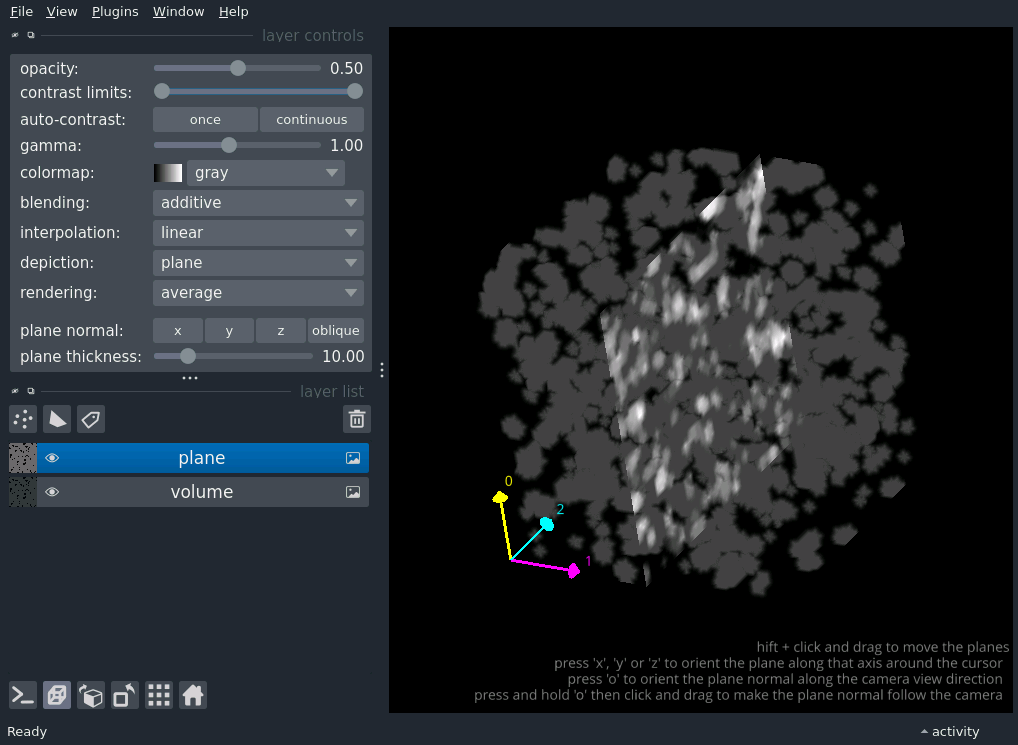 File View Plugins Window Help
layer controls
opacity: 0.50
contrast limits:
auto-contrast: once continuous
gamma: 1.00
colormap: gray
blending: additive
interpolation: linear
depiction: plane
rendering: average
plane normal: x y z oblique
plane thickness: 10.00
layer list
plane
volume
0
2
1
hift + click and drag to move the planes
press 'x', 'y' or 'z' to orient the plane along that axis around the cursor
press 'o' to orient the plane normal along the camera view direction
press and hold 'o' then click and drag to make the plane normal follow the camera
Ready
activity